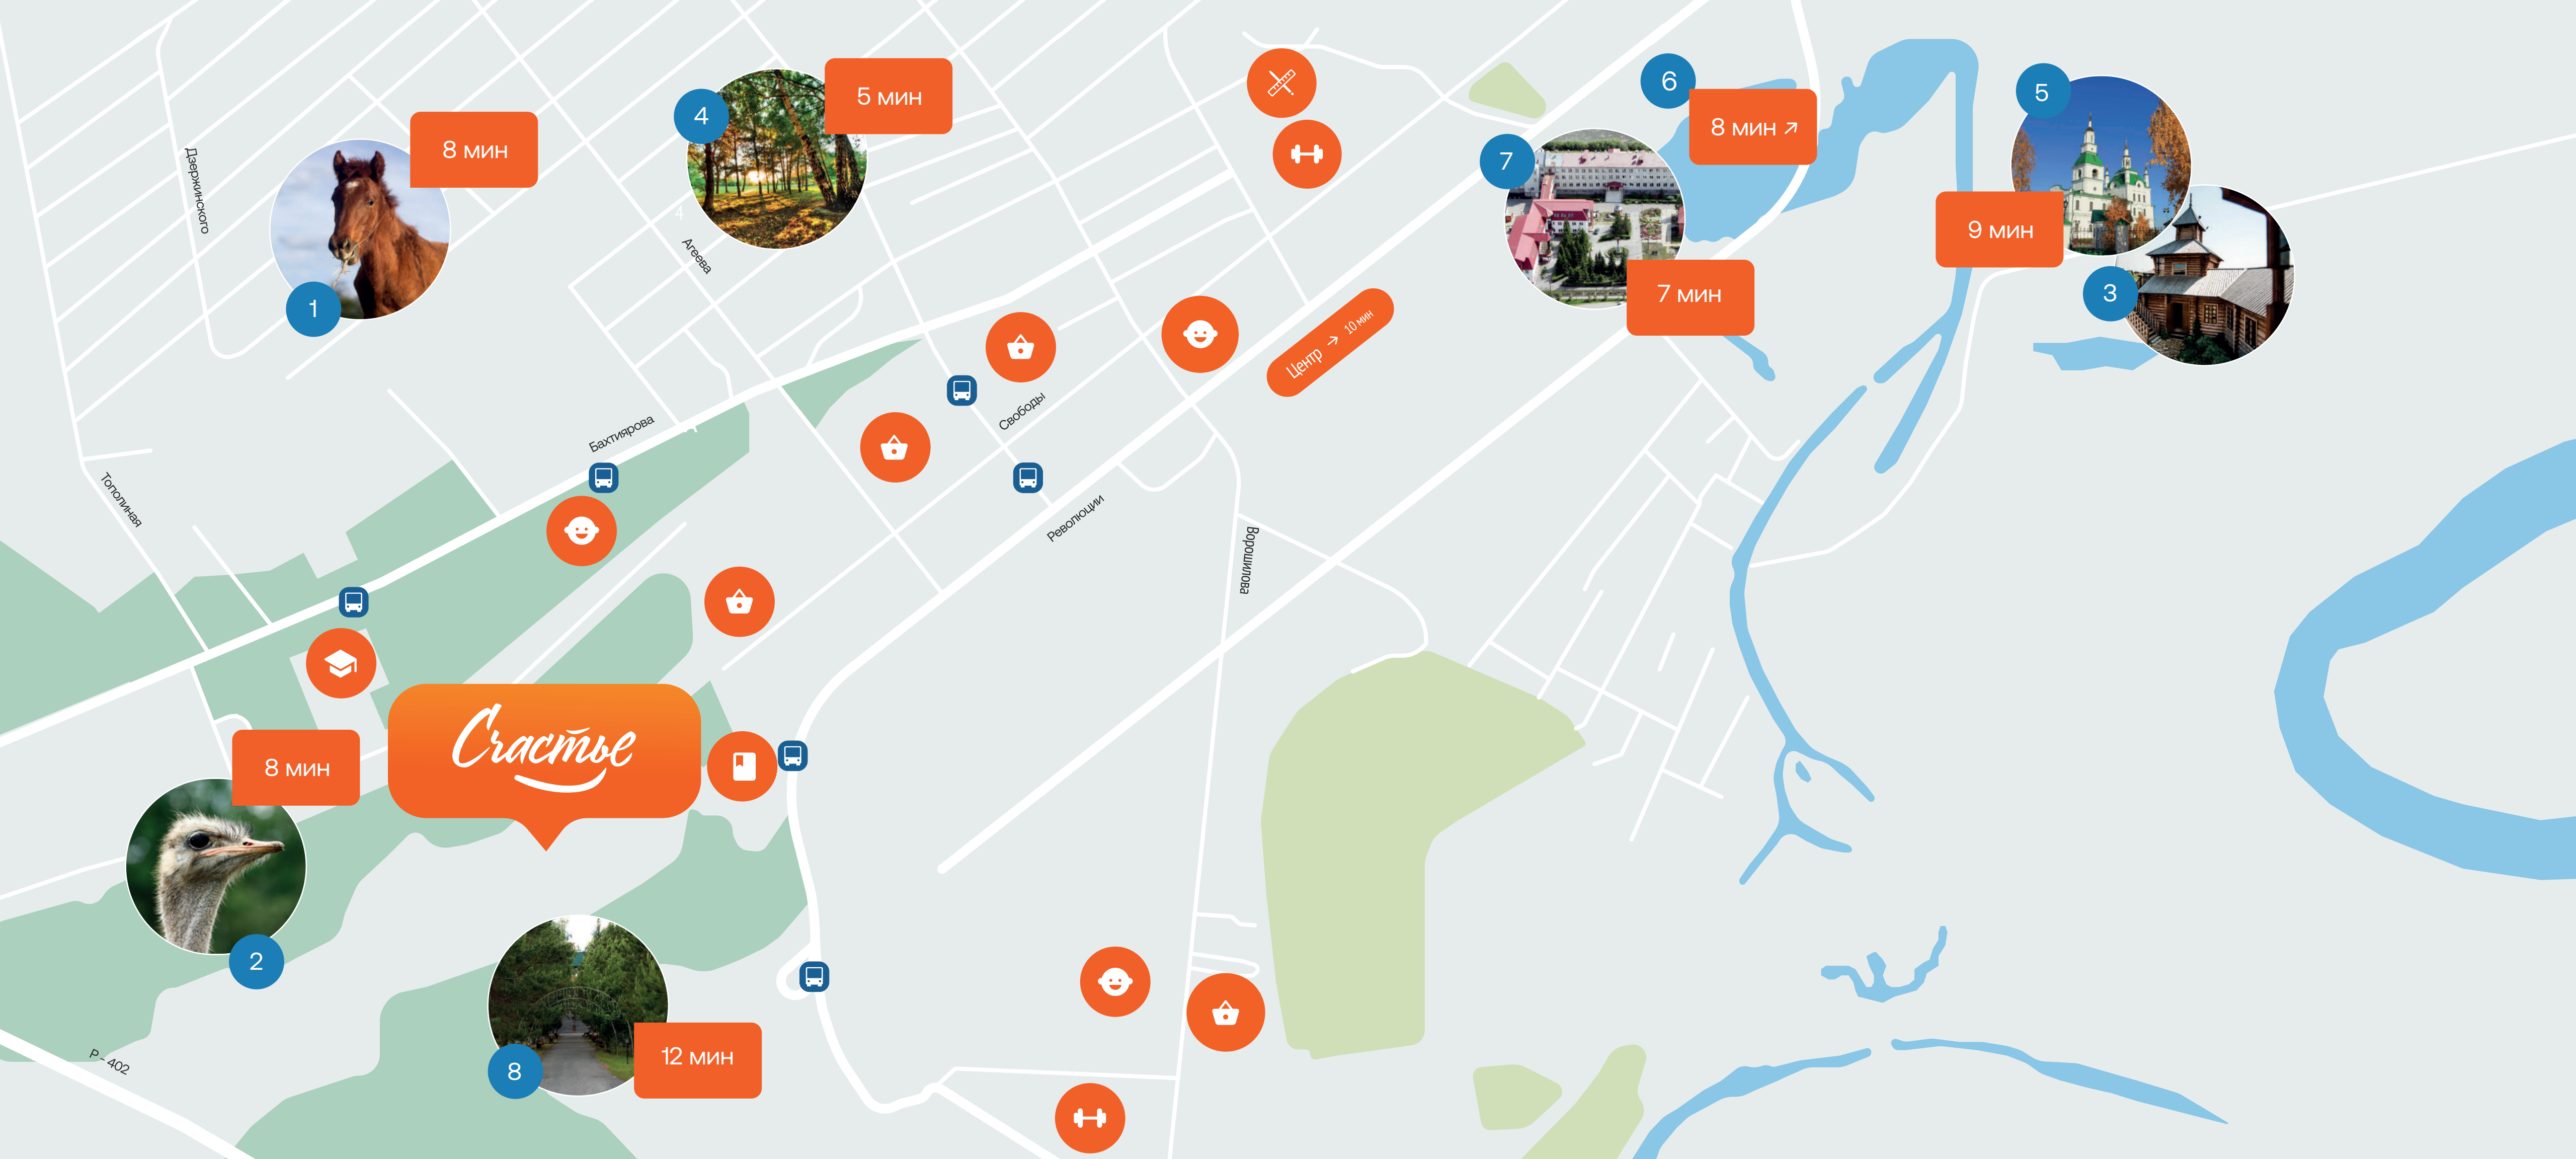 6
5 мин
5
4
8 мин ↗
8 мин
7
Дзержинского
4
9 мин
Агеева
7 мин
3
1
Центр → 10 мин
Свободы
Бахтиярова
Тополиная
Революции
Ворошилова
Счастье
8 мин
2
12 мин
Р - 402
8